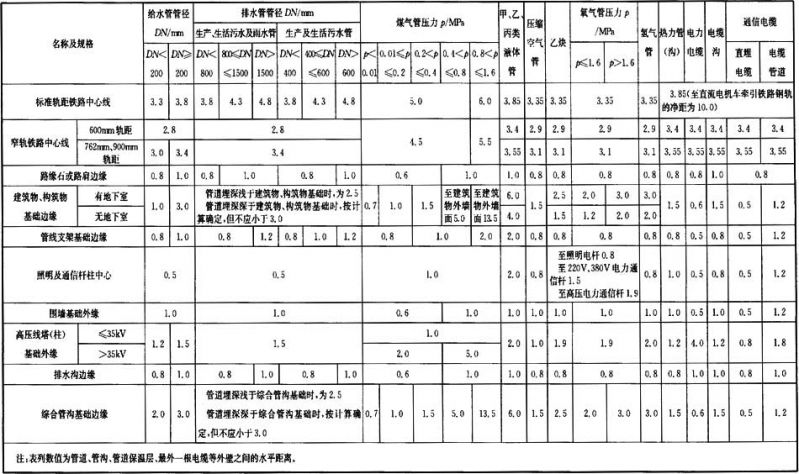 名称及规格 给水管管径 DN/mm 排水管管径 DN/mm 煤气管压力 p/MPa 甲、乙、丙类液体管 压缩空气管 乙炔 氧气管压力 p/MPa 氢气管 热力管(沟) 电力电缆 电缆沟 通信电缆
生产、生活污水及雨水管 生产及生活污水管
DN<200 DN≥200 DN<800 800≤DN≤1500 DN>1500 DN<400 400≤DN≤600 DN>600 p<0.01 0.01≤p≤0.2 0.2<p≤0.4 0.4<p≤0.8 0.8<p≤1.6 p≤1.6 p>1.6 直埋电缆 电缆管道
标准轨距铁路中心线 3.3 3.8 3.8 4.3 4.8 3.8 4.3 4.8 5.0 6.0 3.85 3.35 3.35 3.35 3.35 3.85(至直流电机车牵引铁路钢轨的净距为10.0)
窄轨铁路中心线 600mm轨距 2.8 2.8 4.5 5.5 3.4 2.9 2.9 2.9 2.9 3.4 3.4 3.4 3.4 3.4
762mm,900mm轨距 3.0 3.4 3.4 3.55 3.1 3.1 3.1 3.1 3.55 3.55 3.55 3.55 3.55
路缘石或路肩边缘 0.8 1.0 0.8 1.0 0.8 1.0 0.6 1.0 1.0 0.8 0.8 0.8 0.8 0.8 0.8 0.8 0.8
建筑物、构筑物基础边缘 有地下室 1.0 3.0 管道埋深浅于建筑物、构筑物基础时,为2.5 0.7 1.0 1.5 至建筑物外墙面5.0 至建筑物外墙面13.5 6.0 1.5 2.5 2.0 3.0 3.0 1.5 0.6 1.5 0.5 1.2
无地下室 管道埋深深于建筑物、构筑物基础时,按计算确定,但不应小于3.0 4.0 1.5 1.2 2.0 2.0
管线支架基础边缘 0.8 1.0 0.8 1.2 0.8 1.0 1.2 0.8 1.0 2.0 2.0 0.8 0.8 0.8 0.8 0.8 0.5 0.8 0.5 1.2
照明及通信杆柱中心 0.5 0.5 1.0 2.0 0.8 至照明电杆0.8 0.8 1.0 0.5 0.8 0.5 1.2
至220V,380V电力通信杆1.5
至高压电力通信杆1.9
围墙基础外缘 1.0 1.0 0.6 1.0 1.0 1.0 1.0 1.0 1.0 1.0 0.5 1.0 0.5 1.2
高压线塔(柱)基础外缘 ≤35kV 1.2 1.5 1.5 1.0 2.0 1.0 1.9 1.9 2.0 1.2 4.0 1.2 0.8 1.8
>35kV 2.0 5.0
排水沟边缘 0.8 1.0 0.8 1.0 0.8 1.0 0.6 1.0 1.0 0.8 0.8 0.8 0.8 0.8 1.0 1.0 0.8 1.0
综合管沟基础边缘 2.0 3.0 管道埋深浅于综合管沟基础时,为2.5 0.7 1.0 1.5 5.0 13.5 6.0 1.5 2.5 2.0 3.0 3.0 1.5 0.6 1.5 0.5 1.2
管道埋深深于综合管沟基础时,按计算确定,但不应小于3.0
注:表列数值为管道、管沟、管道保温层、最外一根电缆等外壁之间的水平距离。